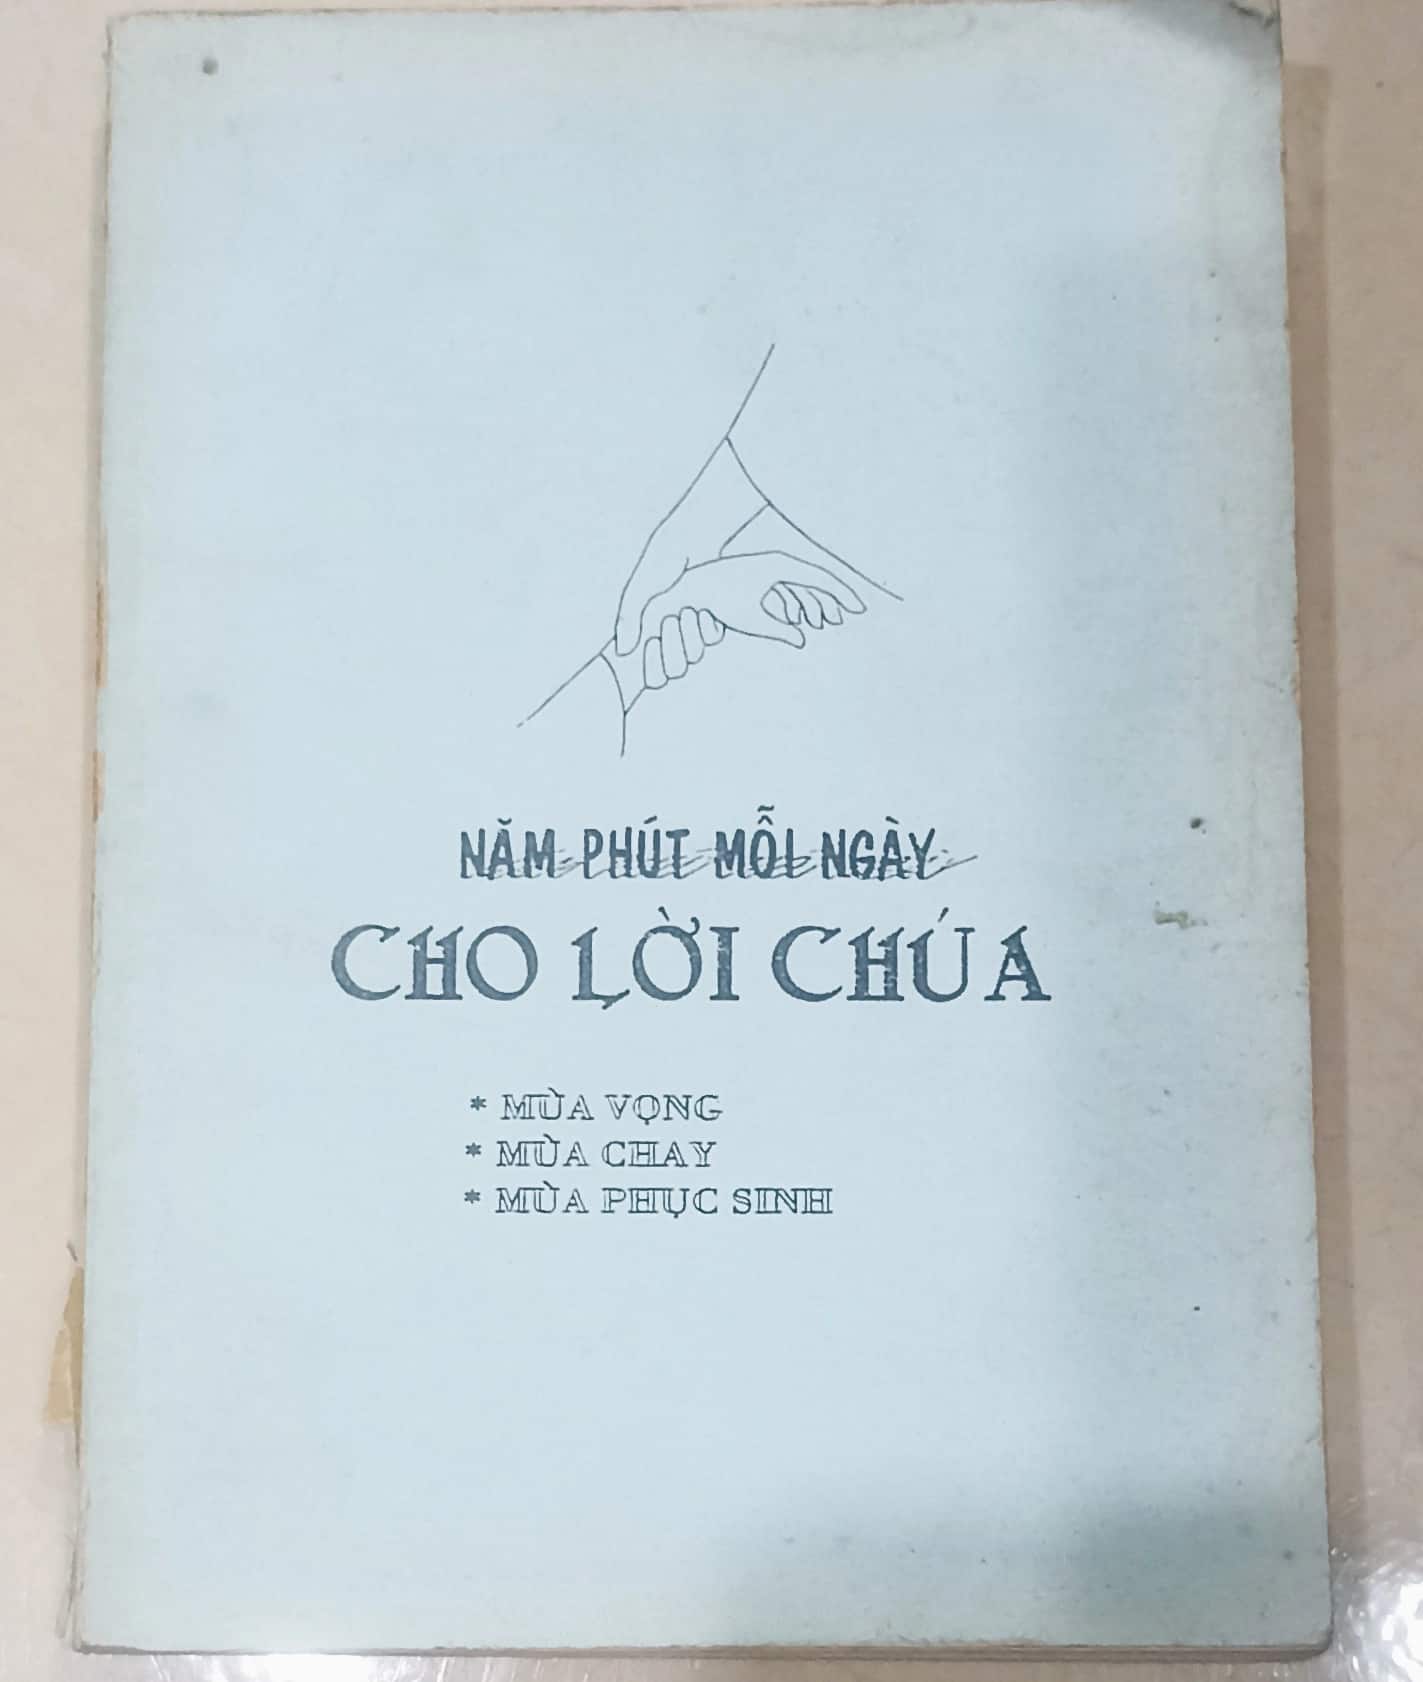 NĂM PHÚT MỖI NGÀY
CHO LỜI CHÚA
* MÙA VỌNG
* MÙA CHAY
* MÙA PHỤC SINH